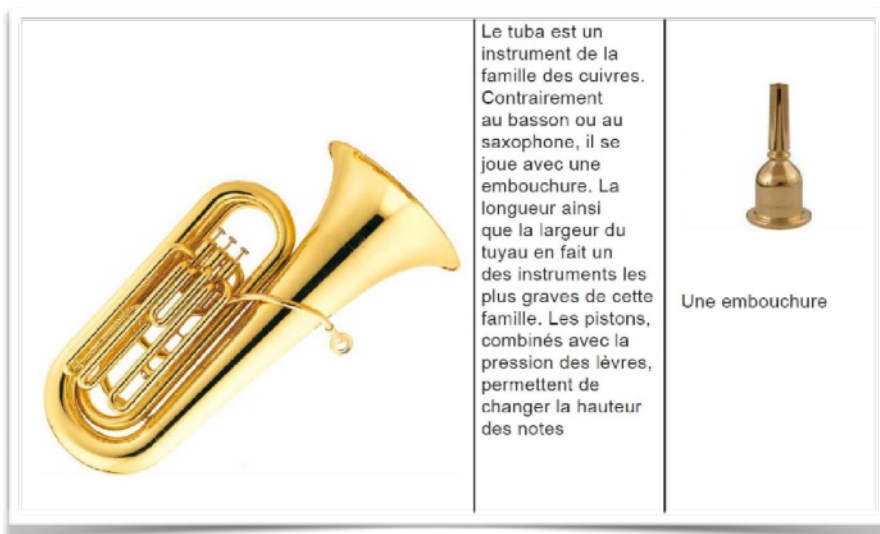 Le tuba est un
instrument de la
famille des cuivres.
Contrairement
au basson ou au
saxophone, il se
joue avec une
embouchure. La
longueur ainsi
que la largeur du
tuyau en fait un
des instruments les
plus graves de cette
famille. Les pistons,
combinés avec la
pression des lèvres,
permettent de
changer la hauteur
des notes
Une embouchure